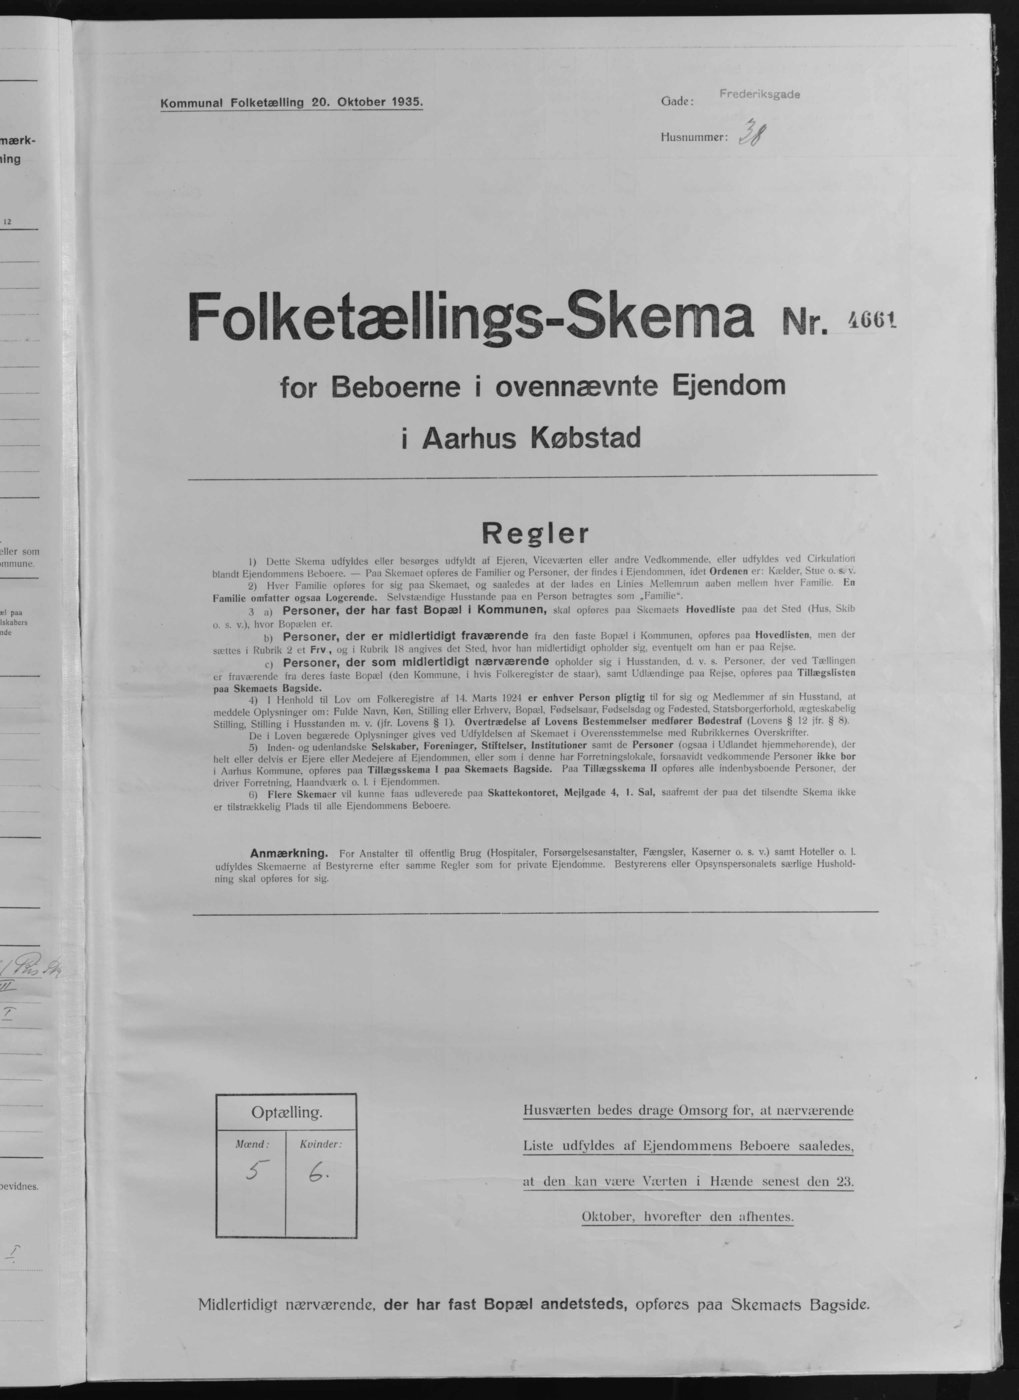 Kommunal Folketælling 20. Oktober 1935.
Gade: Frederiksgade
Husnummer: 38
mærk-
ning
12
Folketællings-Skema Nr. 4661
for Beboerne i ovennævnte Ejendom
i Aarhus Købstad
eller som
ommune.
Regler
1) Dette Skema udfyldes eller besørges udfyldt af Ejeren, Viceværten eller andre Vedkommende, eller udfyldes ved Cirkulation
blandt Ejendommens Beboere. — Paa Skemaet opføres de Familier og Personer, der findes i Ejendommen, idet Ordenen er: Kælder, Stue o. s. v.
2) Hver Familie opføres for sig paa Skemaet, og saaledes at der lades en Linies Mellemrum aaben mellem hver Familie. En
Familie omfatter ogsaa Logerende. Selvstændige Husstande paa en Person betragtes som „Familie“.
3 a) Personer, der har fast Bopæl i Kommunen, skal opføres paa Skemaets Hovedliste paa det Sted (Hus, Skib
o. s. v.), hvor Bopælen er.
b) Personer, der er midlertidigt fraværende fra den faste Bopæl i Kommunen, opføres paa Hovedlisten, men der
sættes i Rubrik 2 et Frv., og i Rubrik 18 angives det Sted, hvor han midlertidigt opholder sig, eventuelt om han er paa Rejse.
c) Personer, der som midlertidigt nærværende opholder sig i Husstanden, d. v. s. Personer, der ved Tællingen
er fraværende fra deres faste Bopæl (den Kommune, i hvis Folkeregister de staar), samt Udlændinge paa Rejse, opføres paa Tillægslisten
paa Skemaets Bagside.
4) I Henhold til Lov om Folkeregistre af 14. Marts 1924 er enhver Person pligtig til for sig og Medlemmer af sin Husstand, at
meddele Oplysninger om: Fulde Navn, Køn, Stilling eller Erhverv, Bopæl, Fødselsaar, Fødselsdag og Fødested, Statsborgerforhold, ægteskabelig
Stilling, Stilling i Husstanden m. v. (jfr. Lovens § 1). Overtrædelse af Lovens Bestemmelser medfører Bødestraf (Lovens § 12 jfr. § 8).
De i Loven begærede Oplysninger gives ved Udfyldelsen af Skemaet i Overensstemmelse med Rubrikkernes Overskrifter.
5) Inden- og udenlandske Selskaber, Foreninger, Stiftelser, Institutioner samt de Personer (ogsaa i Udlandet hjemmehørende), der
helt eller delvis er Ejere eller Medejere af Ejendommen, eller som i denne har Forretningslokale, forsaavidt vedkommende Personer ikke bor
i Aarhus Kommune, opføres paa Tillægsskema I paa Skemaets Bagside. Paa Tillægsskema II opføres alle indenbysboende Personer, der
driver Forretning, Haandværk o. l. i Ejendommen.
6) Flere Skemaer vil kunne faas udleverede paa Skattekontoret, Mejlgade 4, 1. Sal, saafremt der paa det tilsendte Skema ikke
er tilstrækkelig Plads til alle Ejendommens Beboere.
Anmærkning. For Anstalter til offentlig Brug (Hospitaler, Forsørgelsesanstalter, Fængsler, Kaserner o. s. v.) samt Hoteller o. l.
udfyldes Skemaerne af Bestyrerne efter samme Regler som for private Ejendomme. Bestyrerens eller Opsynspersonalets særlige Hushold-
ning skal opføres for sig.
æl paa
lskabers
nde
III
I
bevidnes.
I
Optælling.
Mænd: Kvinder:
5 6.
Husværten bedes drage Omsorg for, at nærværende
Liste udfyldes af Ejendommens Beboere saaledes,
at den kan være Værten i Hænde senest den 23.
Oktober, hvorefter den afhentes.
Midlertidigt nærværende, der har fast Bopæl andetsteds, opføres paa Skemaets Bagside.